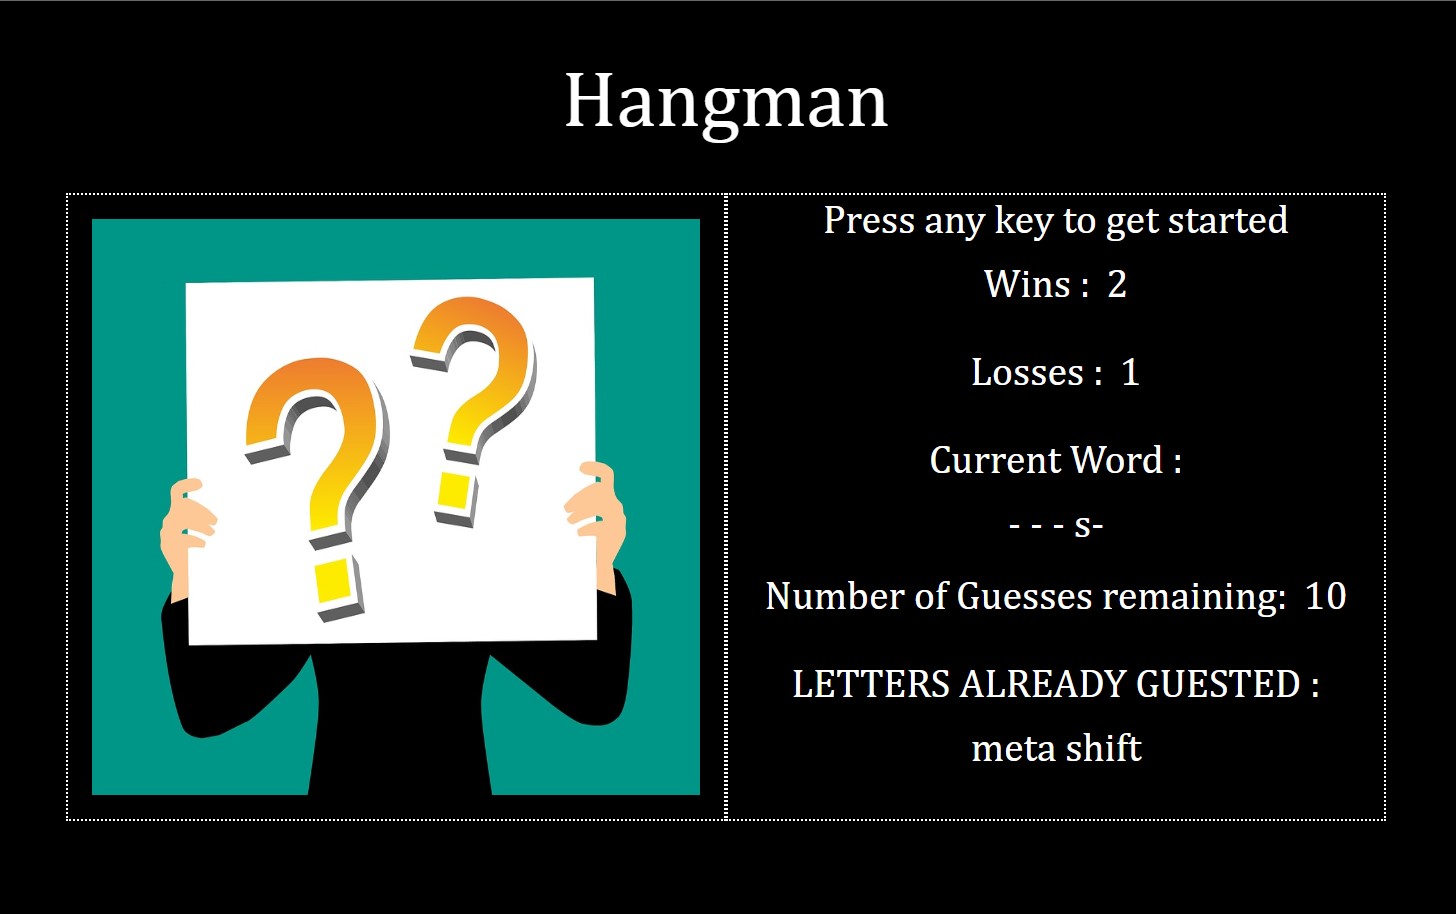 Hangman
Press any key to get started
Wins : 2
Losses : 1
Current Word :
- - - s-
Number of Guesses remaining: 10
LETTERS ALREADY GUESTED :
meta shift